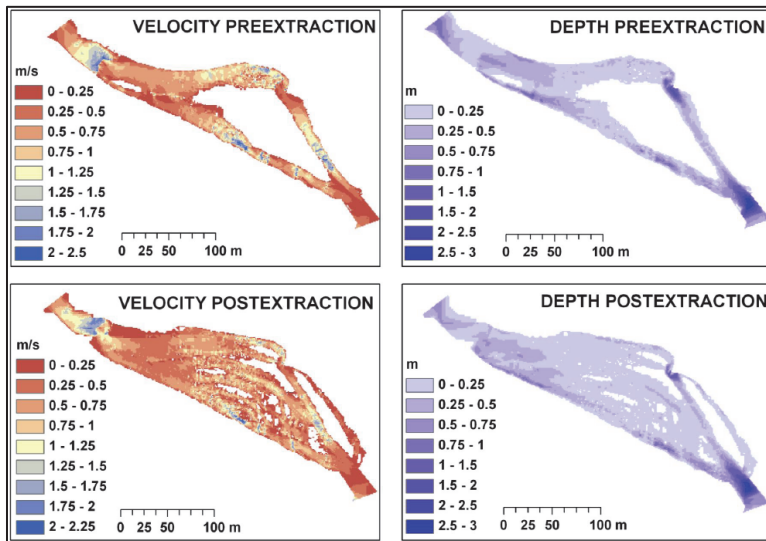 VELOCITY PREEXTRACTION
m/s
0 - 0.25
0.25 - 0.5
0.5 - 0.75
0.75 - 1
1 - 1.25
1.25 - 1.5
1.5 - 1.75
1.75 - 2
2 - 2.5
0 25 50 100 m
DEPTH PREEXTRACTION
m
0 - 0.25
0.25 - 0.5
0.5 - 0.75
0.75 - 1
1 - 1.5
1.5 - 2
2 - 2.5
2.5 - 3
0 25 50 100 m
VELOCITY POSTEXTRACTION
m/s
0 - 0.25
0.25 - 0.5
0.5 - 0.75
0.75 - 1
1 - 1.25
1.25 - 1.5
1.5 - 1.75
1.75 - 2
2 - 2.25
0 25 50 100 m
DEPTH POSTEXTRACTION
m
0 - 0.25
0.25 - 0.5
0.5 - 0.75
0.75 - 1
1 - 1.5
1.5 - 2
2 - 2.5
2.5 - 3
0 25 50 100 m